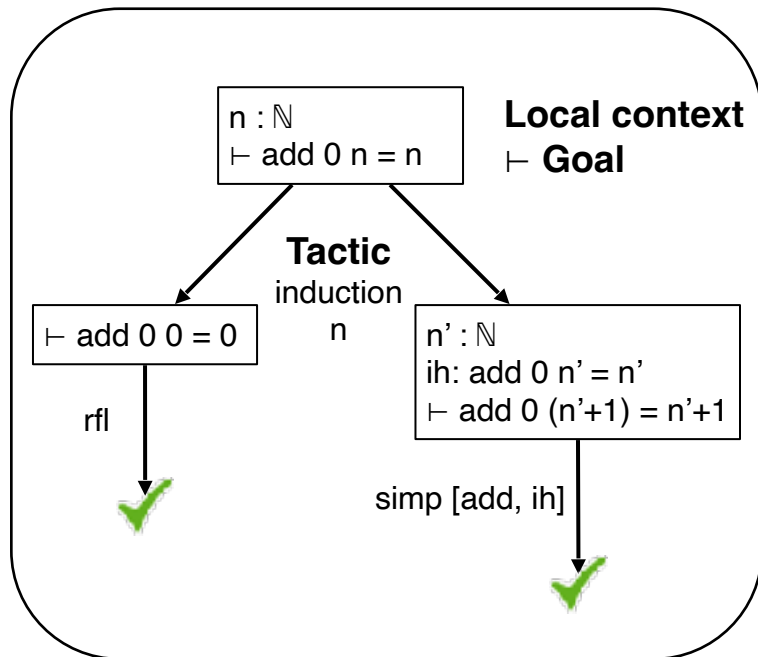 n : ℕ
⊢ add 0 n = n
Local context
⊢ Goal
Tactic
induction
n
⊢ add 0 0 = 0
n’ : ℕ
ih: add 0 n’ = n’
⊢ add 0 (n’+1) = n’+1
rfl
simp [add, ih]